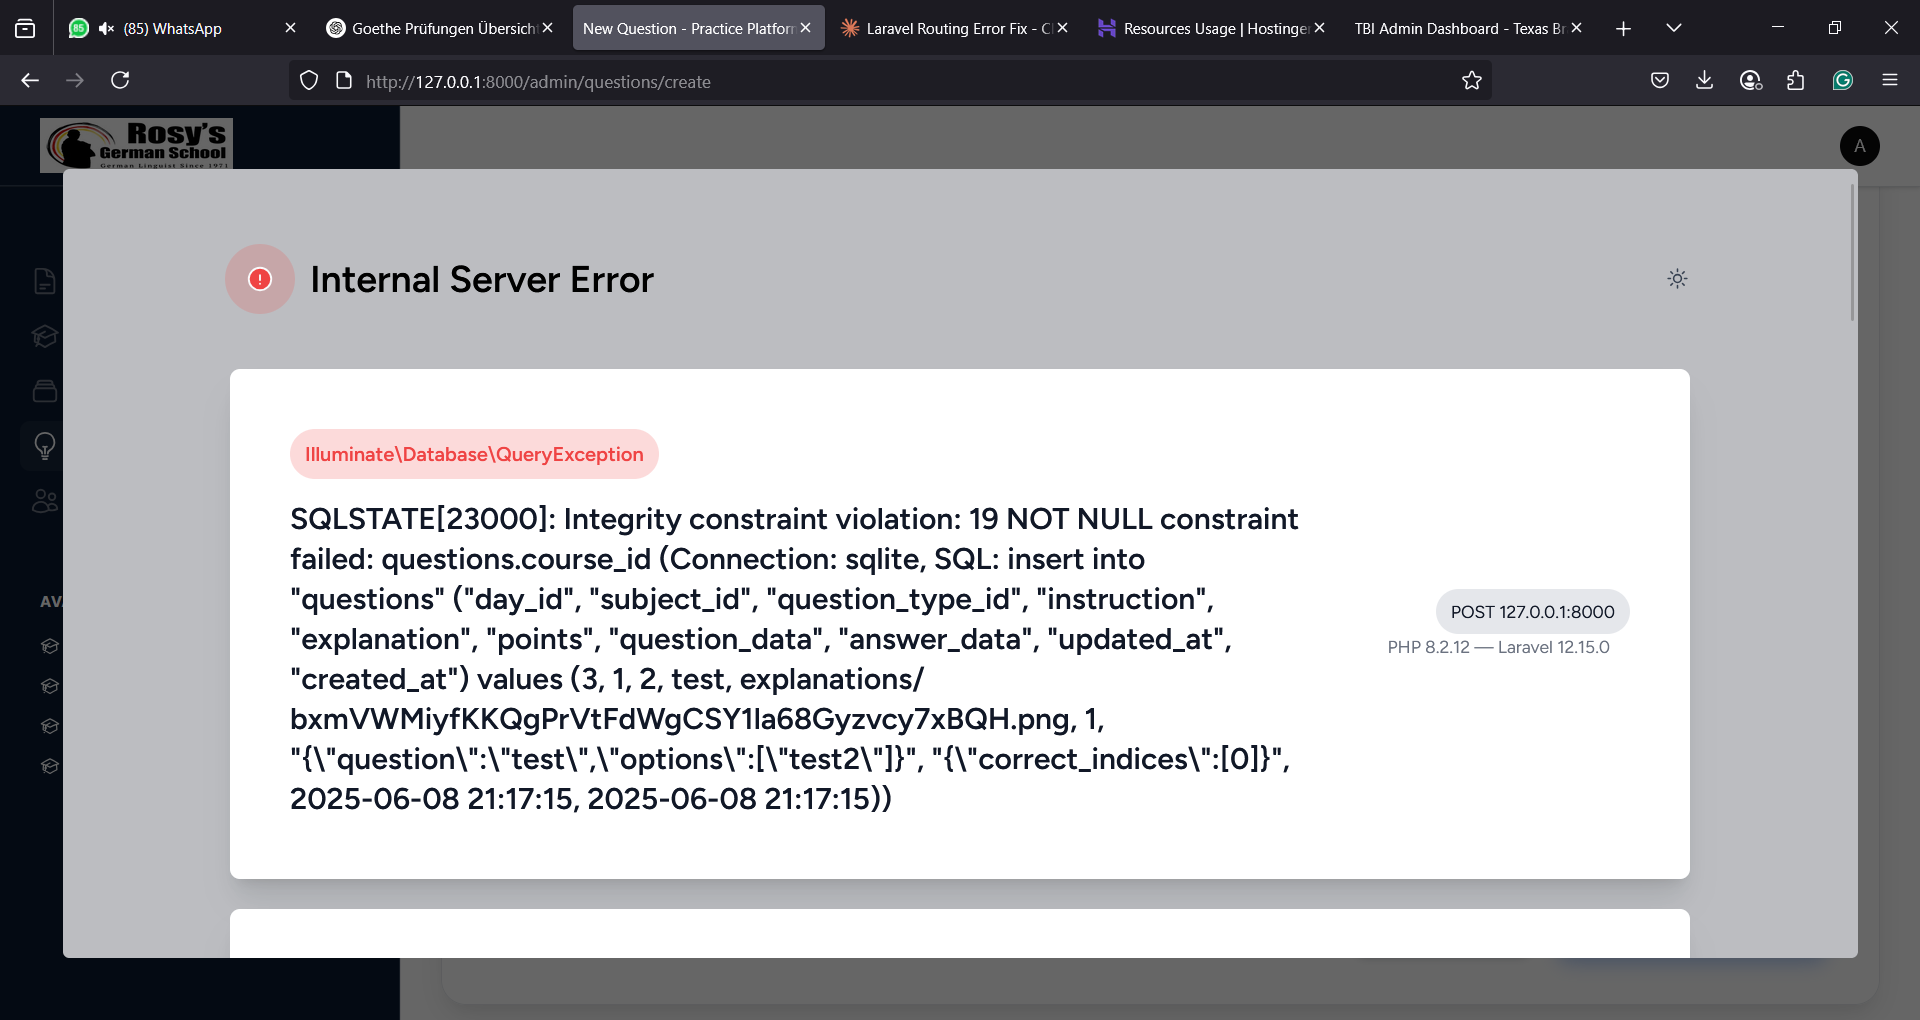 85
(85) WhatsApp
Goethe Prüfungen Übersicht
New Question - Practice Platform
Laravel Routing Error Fix - Cl
Resources Usage | Hostinger
TBI Admin Dashboard - Texas Br
http://127.0.0.1:8000/admin/questions/create
Rosy's
German School
German Linguist Since 1971
A
Internal Server Error
Illuminate\Database\QueryException
SQLSTATE[23000]: Integrity constraint violation: 19 NOT NULL constraint
failed: questions.course_id (Connection: sqlite, SQL: insert into
"questions" ("day_id", "subject_id", "question_type_id", "instruction",
"explanation", "points", "question_data", "answer_data", "updated_at",
"created_at") values (3, 1, 2, test, explanations/
bxmVWMiyfKKQgPrVtFdWgCSY1la68Gyzvcy7xBQH.png, 1,
"{\"question\":\"test\",\"options\":[\"test2\"]}", "{\"correct_indices\":[0]}",
2025-06-08 21:17:15, 2025-06-08 21:17:15))
POST 127.0.0.1:8000
PHP 8.2.12 — Laravel 12.15.0